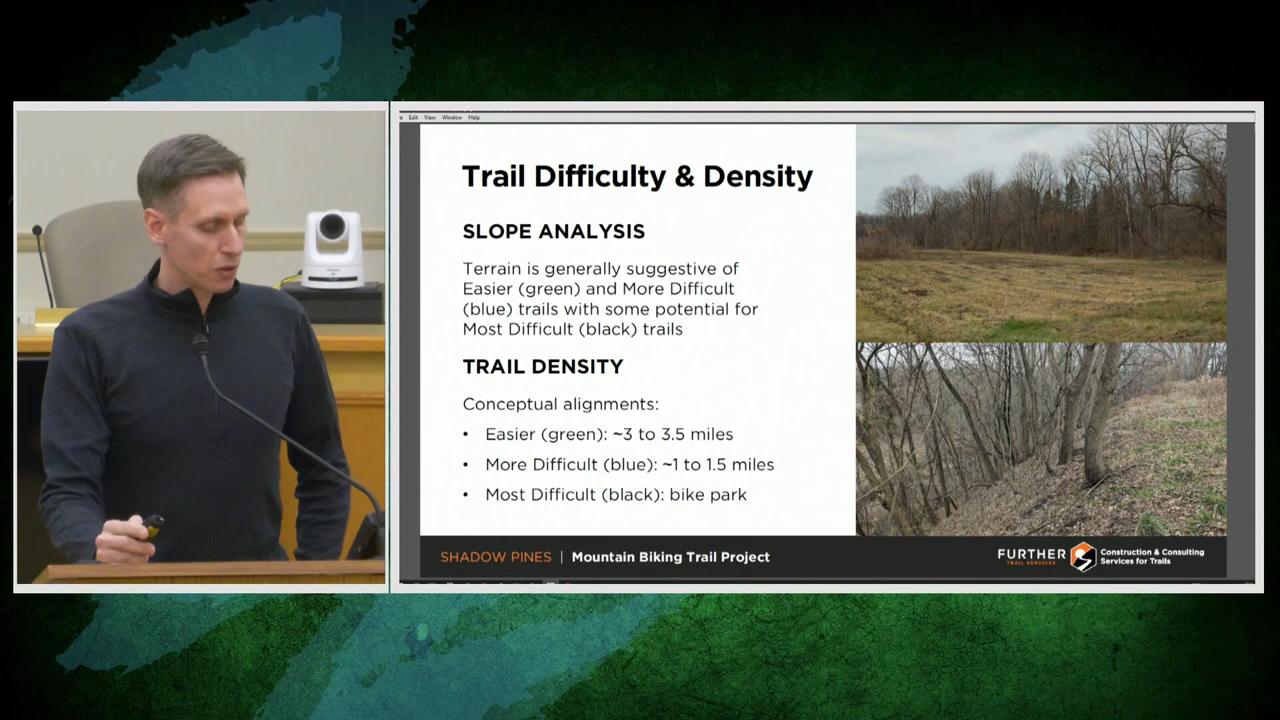 Edit View Window Help
Trail Difficulty & Density
SLOPE ANALYSIS
Terrain is generally suggestive of
Easier (green) and More Difficult
(blue) trails with some potential for
Most Difficult (black) trails
TRAIL DENSITY
Conceptual alignments:
• Easier (green): ~3 to 3.5 miles
• More Difficult (blue): ~1 to 1.5 miles
• Most Difficult (black): bike park
SHADOW PINES | Mountain Biking Trail Project
FURTHER
TRAIL SERVICES
Construction & Consulting
Services for Trails